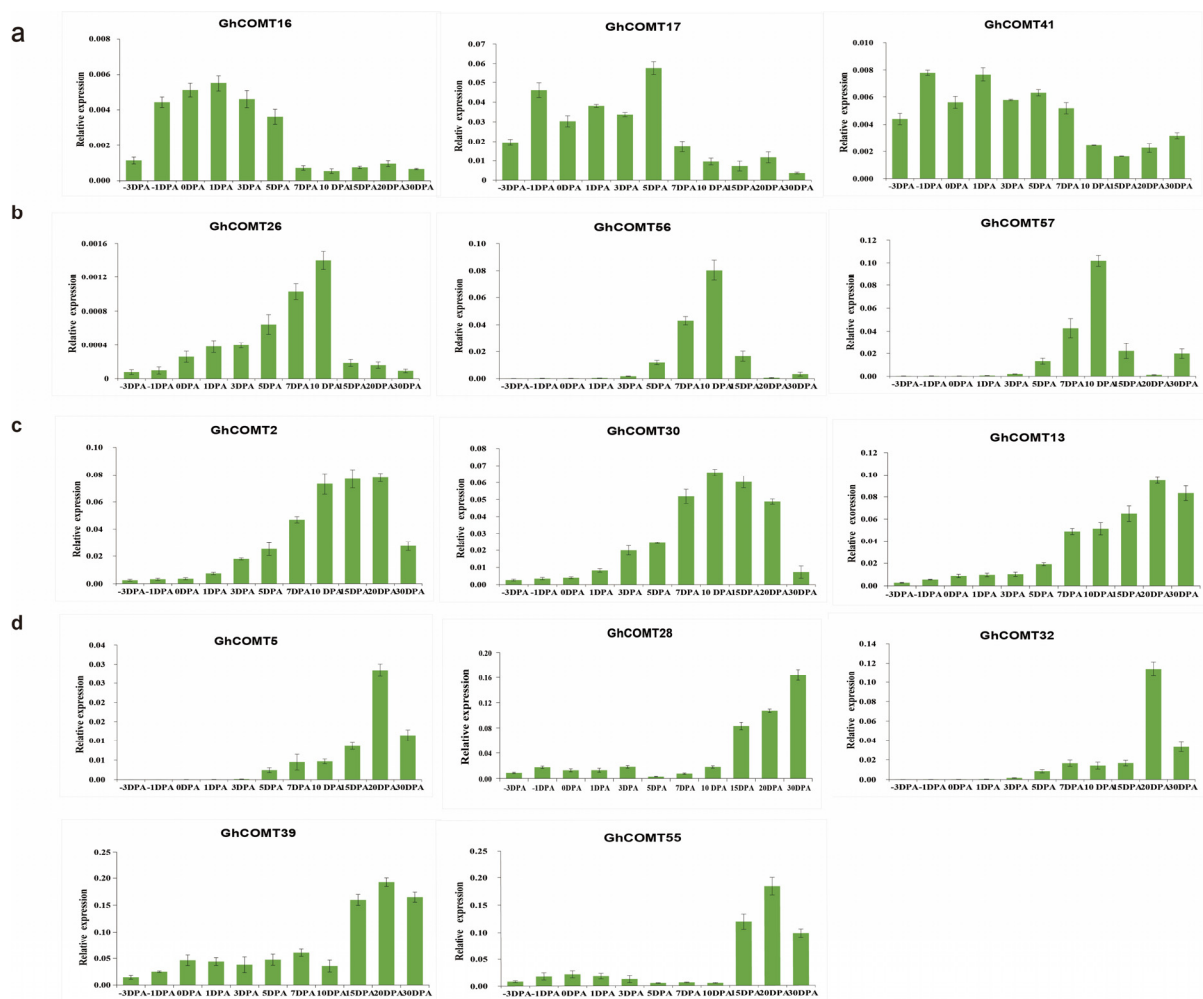 a
GhCOMT16
Relative expression
0.008
0.006
0.004
0.002
0.000
-3DPA -1DPA 0DPA 1DPA 3DPA 5DPA 7DPA 10 DPA 15DPA 20DPA 30DPA
GhCOMT17
Relative expression
0.07
0.06
0.05
0.04
0.03
0.02
0.01
0
-3DPA -1DPA 0DPA 1DPA 3DPA 5DPA 7DPA 10 DPA 15DPA 20DPA 30DPA
GhCOMT41
Relative expression
0.010
0.008
0.006
0.004
0.002
0.000
-3DPA -1DPA 0DPA 1DPA 3DPA 5DPA 7DPA 10 DPA 15DPA 20DPA 30DPA
b
GhCOMT26
Relative expression
0.0016
0.0012
0.0008
0.0004
0
-3DPA -1DPA 0DPA 1DPA 3DPA 5DPA 7DPA 10 DPA 15DPA 20DPA 30DPA
GhCOMT56
Relative expression
0.10
0.08
0.06
0.04
0.02
0.00
-3DPA -1DPA 0DPA 1DPA 3DPA 5DPA 7DPA 10 DPA 15DPA 20DPA 30DPA
GhCOMT57
Relative expression
0.12
0.10
0.08
0.06
0.04
0.02
0.00
-3DPA -1DPA 0DPA 1DPA 3DPA 5DPA 7DPA 10 DPA 15DPA 20DPA 30DPA
c
GhCOMT2
Relative expression
0.10
0.08
0.06
0.04
0.02
0.00
-3DPA -1DPA 0DPA 1DPA 3DPA 5DPA 7DPA 10 DPA 15DPA 20DPA 30DPA
GhCOMT30
Relative expression
0.08
0.07
0.06
0.05
0.04
0.03
0.02
0.01
0.00
-3DPA -1DPA 0DPA 1DPA 3DPA 5DPA 7DPA 10 DPA 15DPA 20DPA 30DPA
GhCOMT13
Relative exoression
0.12
0.10
0.08
0.06
0.04
0.02
0.00
-3DPA -1DPA 0DPA 1DPA 3DPA 5DPA 7DPA 10 DPA 15DPA 20DPA 30DPA
d
GhCOMT5
Relative expression
0.04
0.03
0.03
0.02
0.02
0.01
0.01
0.00
-3DPA -1DPA 0DPA 1DPA 3DPA 5DPA 7DPA 10 DPA 15DPA 20DPA 30DPA
GhCOMT28
Relative expression
0.20
0.16
0.12
0.08
0.04
0.00
-3DPA -1DPA 0DPA 1DPA 3DPA 5DPA 7DPA 10 DPA 15DPA 20DPA 30DPA
GhCOMT32
Relative expression
0.14
0.12
0.10
0.08
0.06
0.04
0.02
0.00
-3DPA -1DPA 0DPA 1DPA 3DPA 5DPA 7DPA 10 DPA 15DPA 20DPA 30DPA
GhCOMT39
Relative expression
0.25
0.20
0.15
0.10
0.05
0.00
-3DPA -1DPA 0DPA 1DPA 3DPA 5DPA 7DPA 10 DPA 15DPA 20DPA 30DPA
GhCOMT55
Relative expression
0.25
0.20
0.15
0.10
0.05
0.00
-3DPA -1DPA 0DPA 1DPA 3DPA 5DPA 7DPA 10 DPA 15DPA 20DPA 30DPA